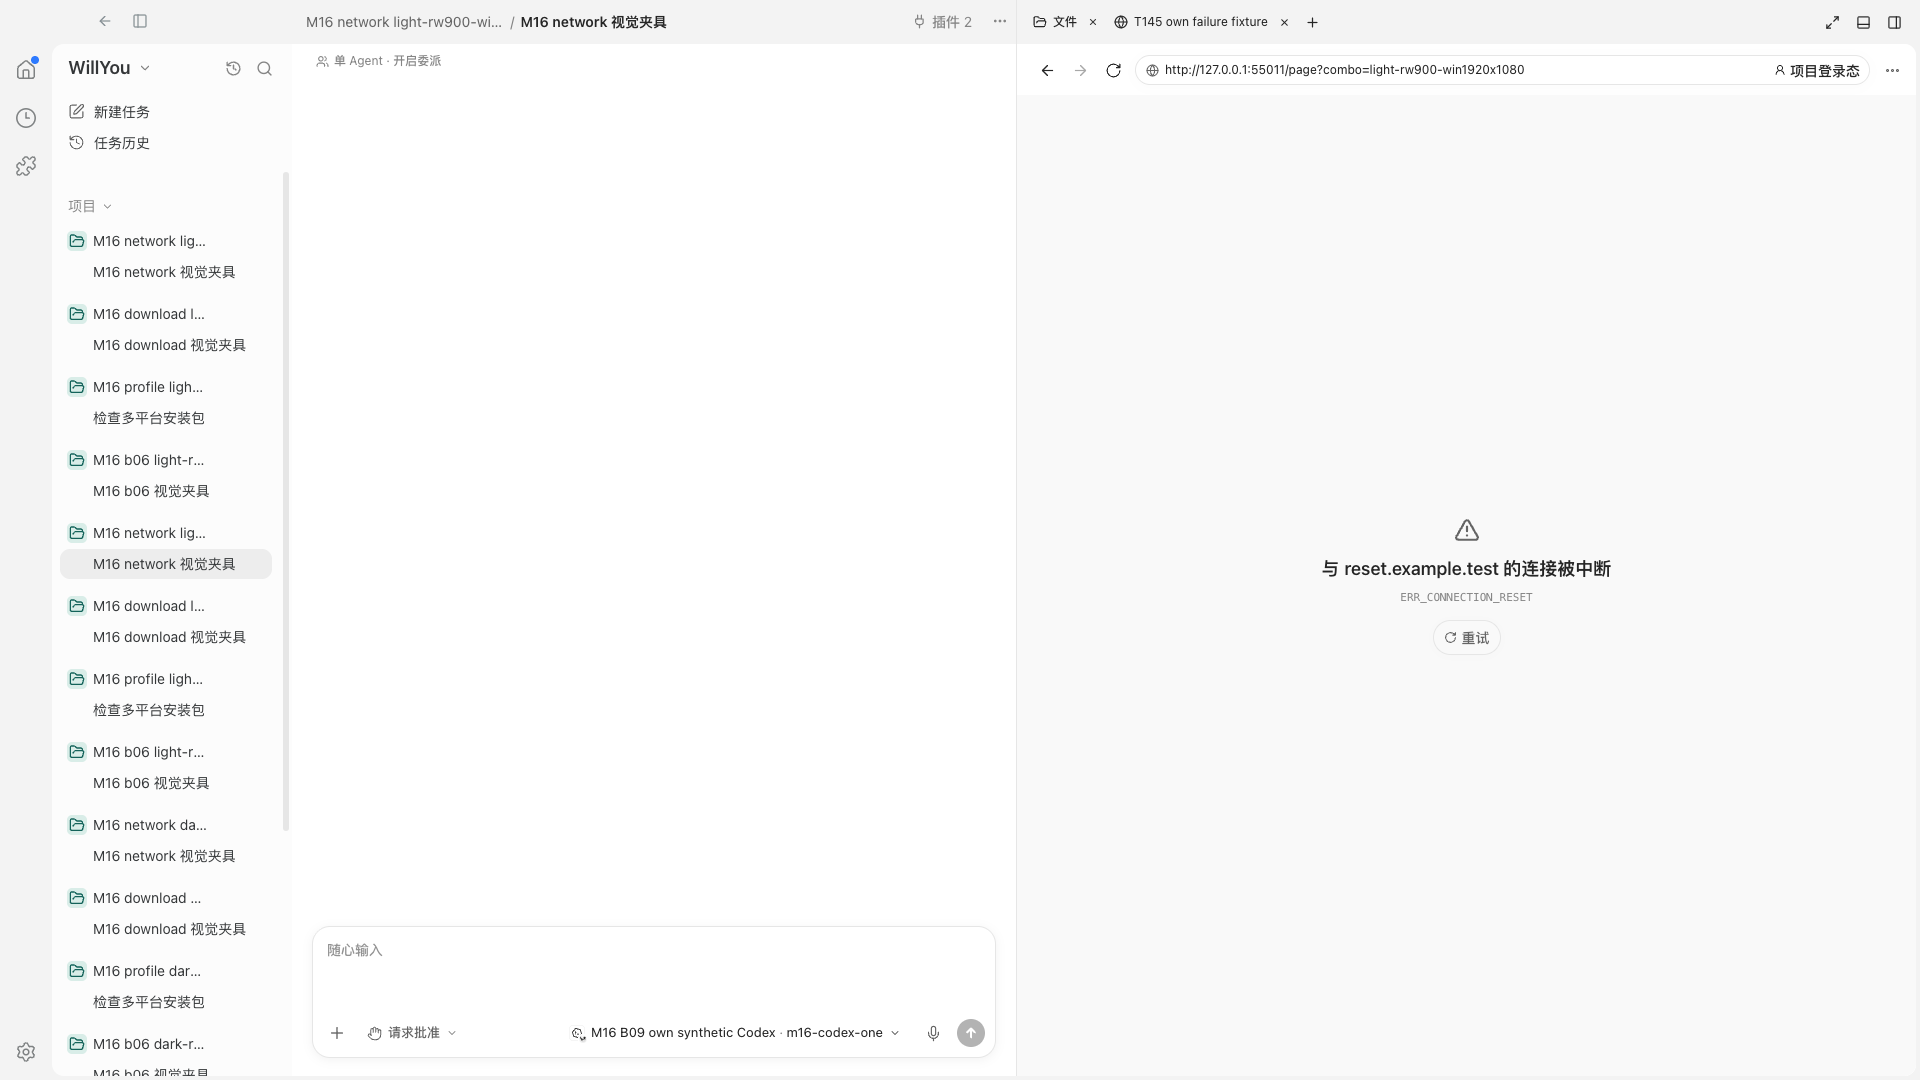 M16 network light-rw900-wi... / M16 network 视觉夹具
插件 2
文件
T145 own failure fixture
WillYou
新建任务
任务历史
项目
M16 network lig...
M16 network 视觉夹具
M16 download l...
M16 download 视觉夹具
M16 profile ligh...
检查多平台安装包
M16 b06 light-r...
M16 b06 视觉夹具
M16 network lig...
M16 network 视觉夹具
M16 download l...
M16 download 视觉夹具
M16 profile ligh...
检查多平台安装包
M16 b06 light-r...
M16 b06 视觉夹具
M16 network da...
M16 network 视觉夹具
M16 download ...
M16 download 视觉夹具
M16 profile dar...
检查多平台安装包
M16 b06 dark-r...
M16 b06 视觉夹具
单 Agent · 开启委派
随心输入
请求批准
M16 B09 own synthetic Codex · m16-codex-one
http://127.0.0.1:55011/page?combo=light-rw900-win1920x1080
项目登录态
与 reset.example.test 的连接被中断
ERR_CONNECTION_RESET
重试